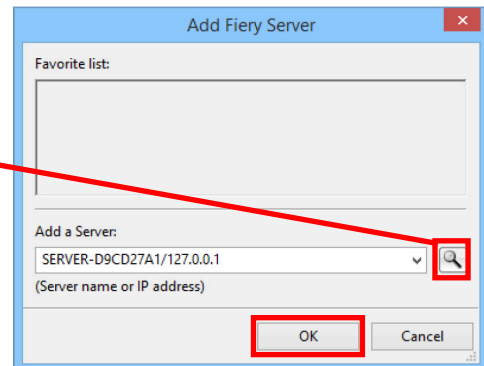 Add Fiery Server
Favorite list:
Add a Server:
SERVER-D9CD27A1/127.0.0.1
(Server name or IP address)
OK Cancel